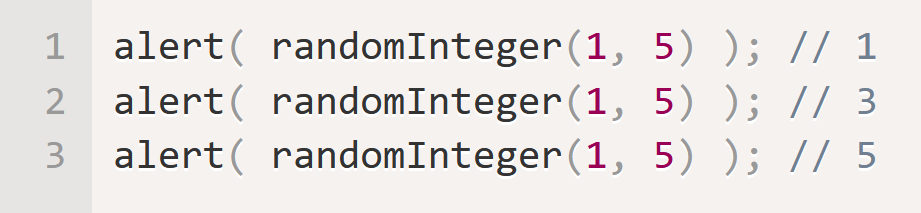 1 alert( randomInteger(1, 5) ); // 1
2 alert( randomInteger(1, 5) ); // 3
3 alert( randomInteger(1, 5) ); // 5